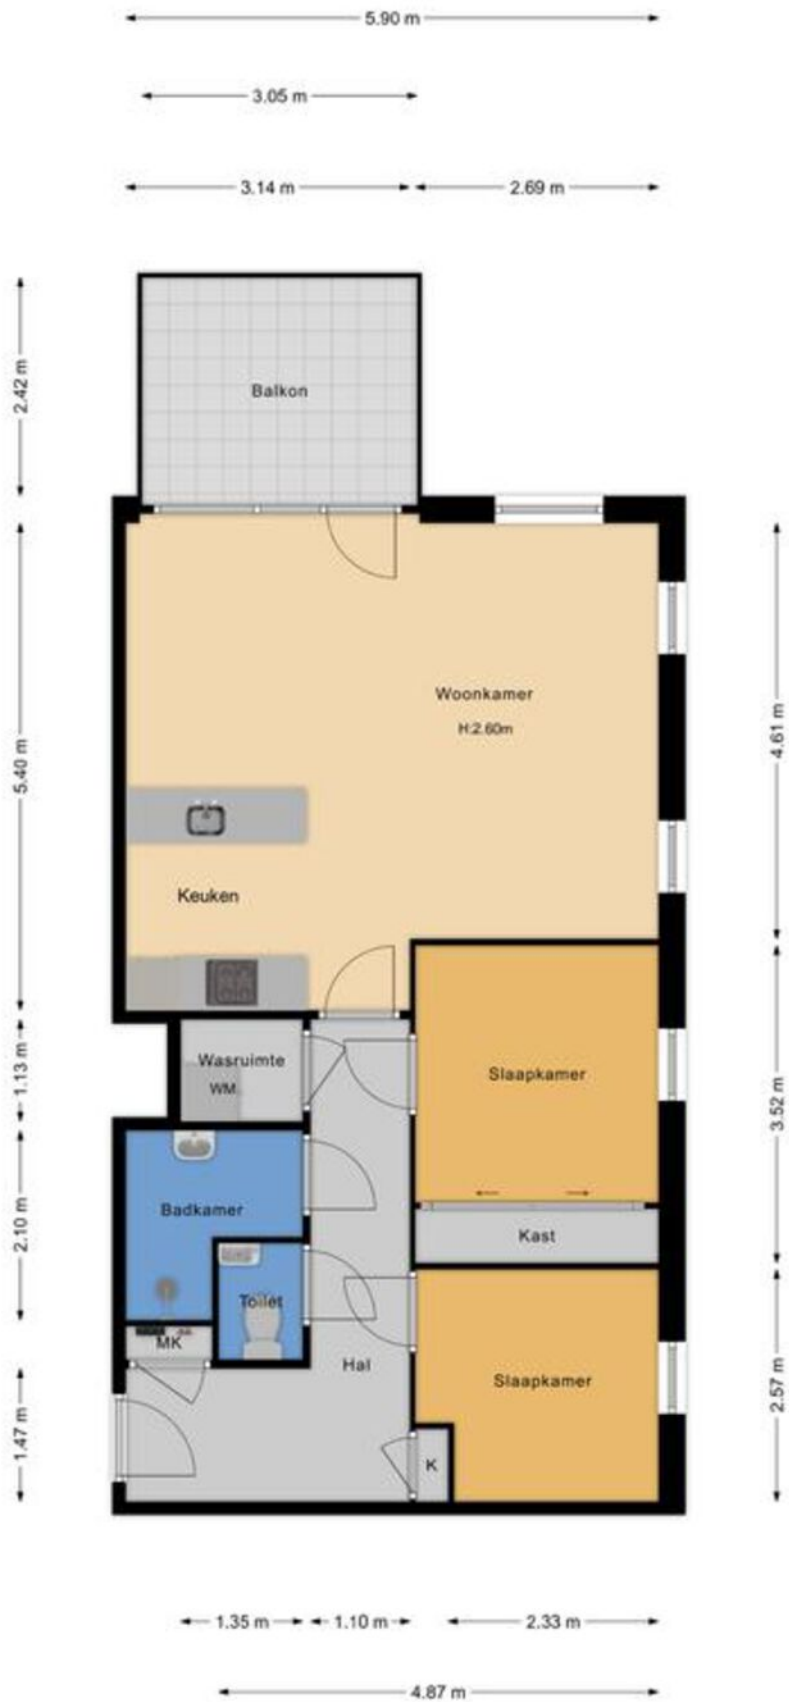 5.90 m
3.05 m
3.14 m
2.69 m
2.42 m
Balkon
Woonkamer
H:2.60m
5.40 m
4.61 m
Keuken
Wasruimte
WM
1.13 m
Slaapkamer
3.52 m
Badkamer
2.10 m
Kast
Toilet
MK
Hal
Slaapkamer
2.57 m
1.47 m
K
1.35 m
1.10 m
2.33 m
4.87 m